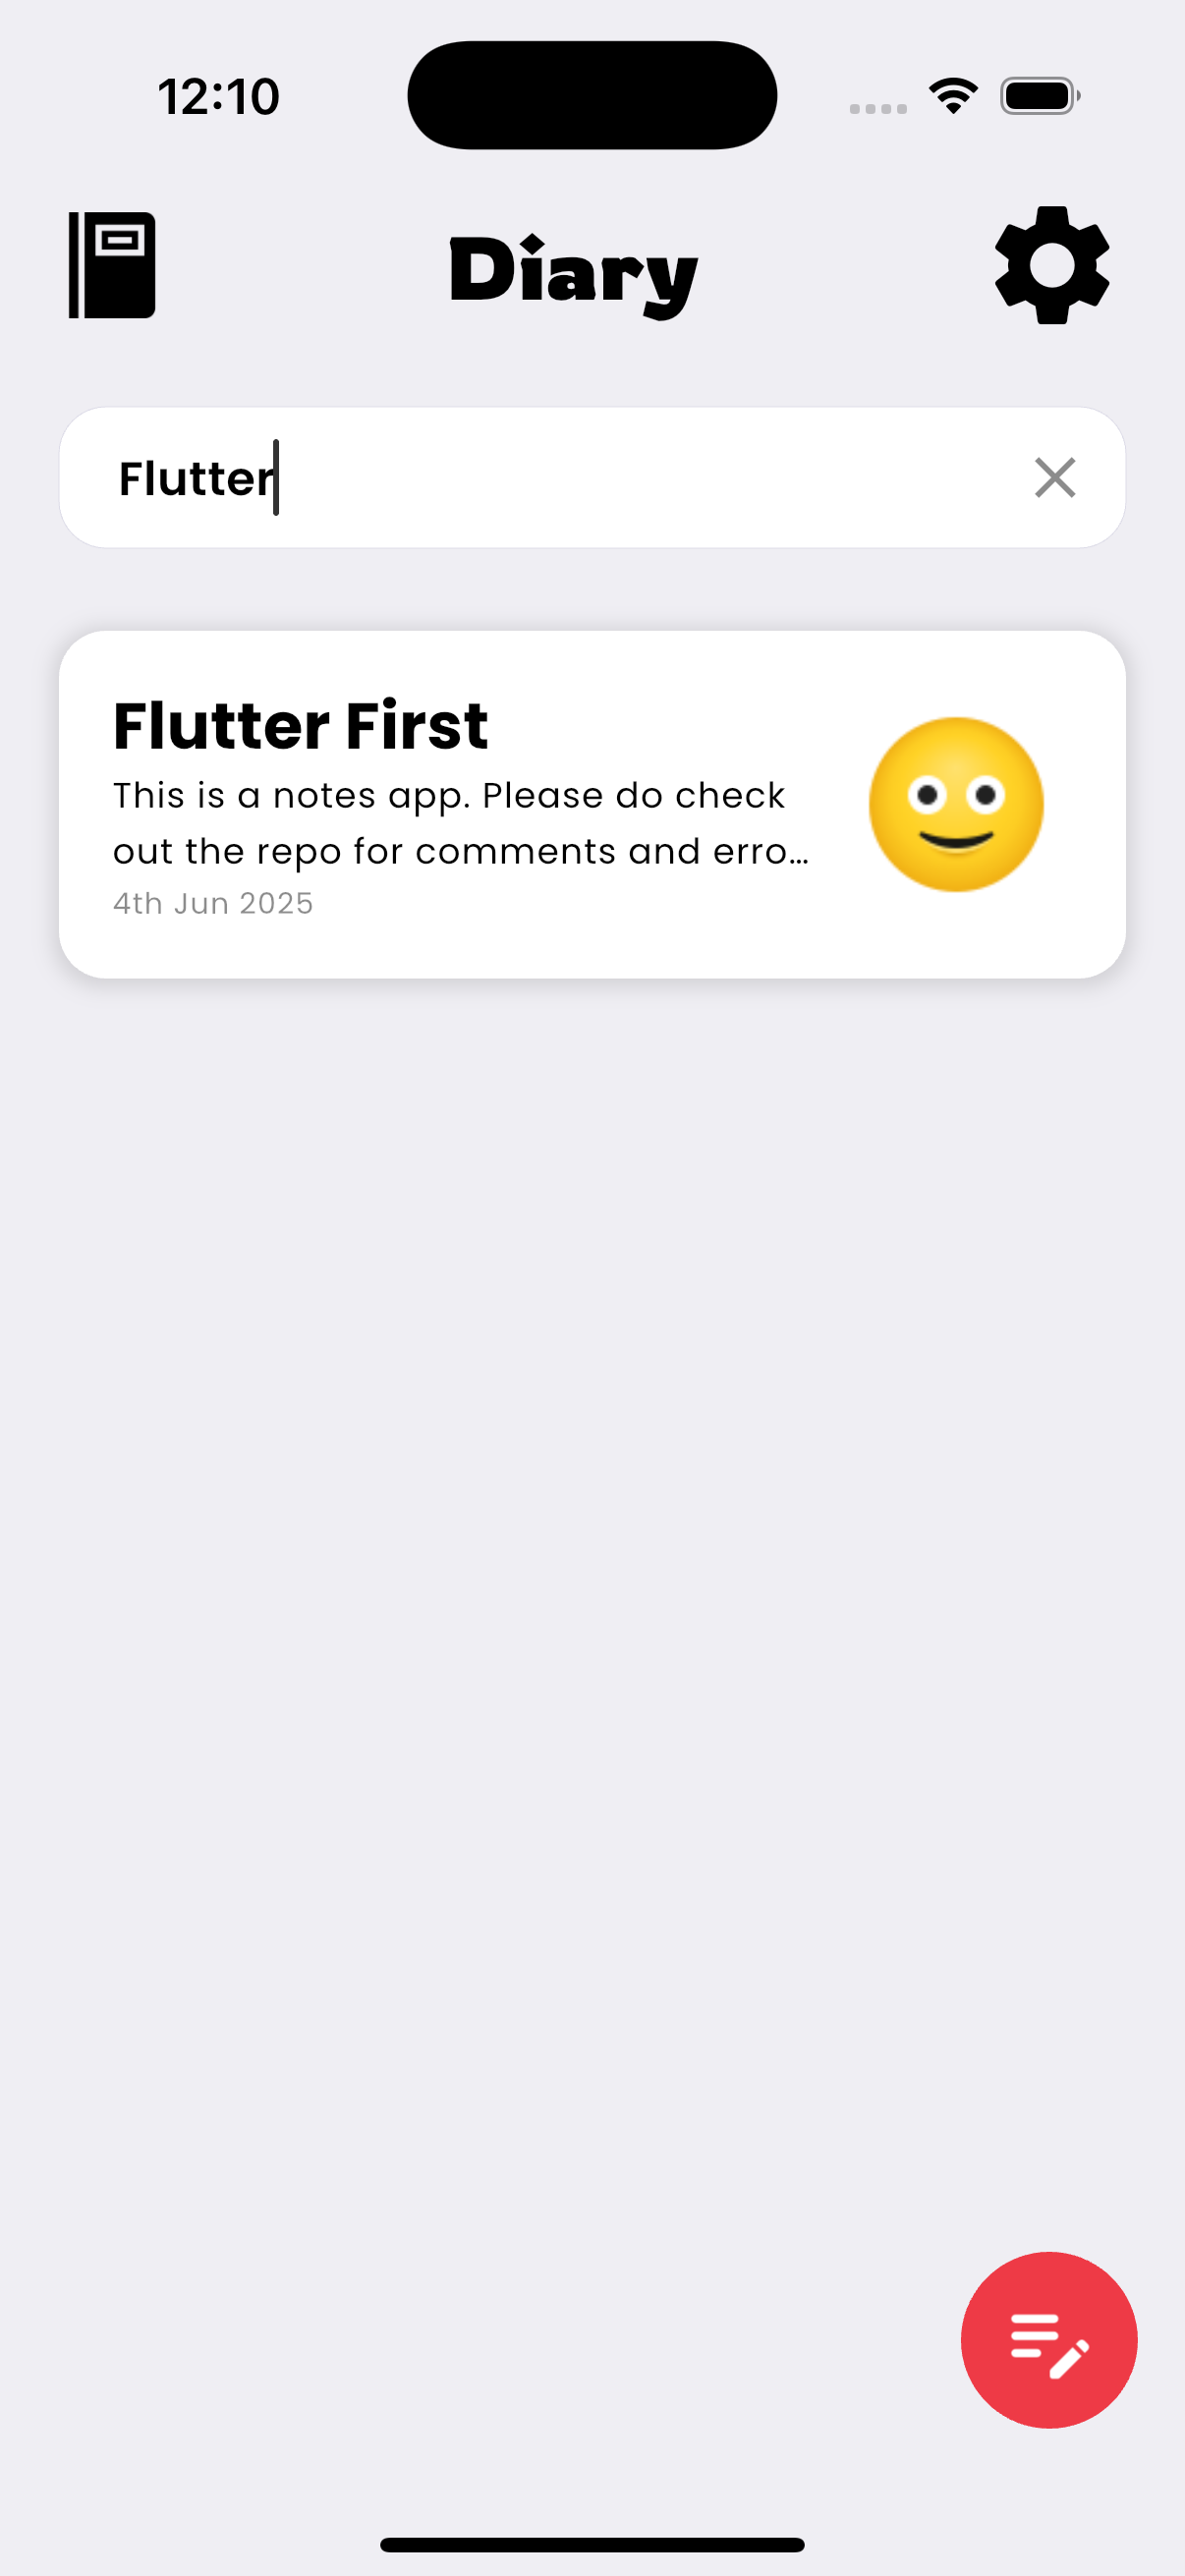 12:10
Diary
Flutter
Flutter First
This is a notes app. Please do check
out the repo for comments and erro...
4th Jun 2025